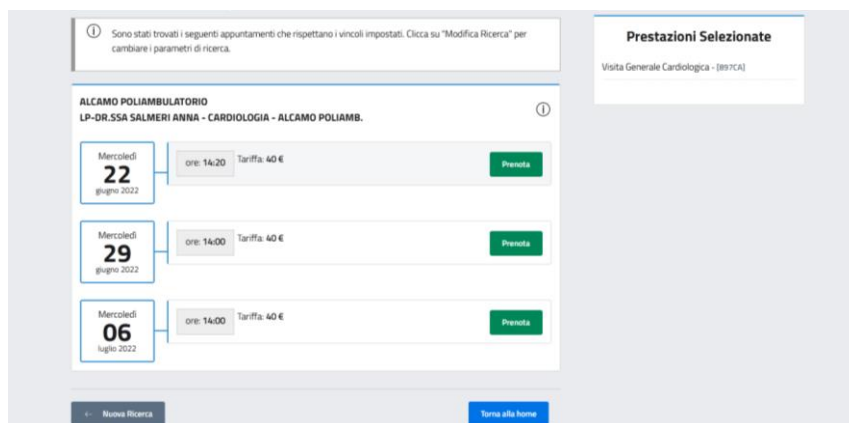 Sono stati trovati i seguenti appuntamenti che rispettano i vincoli impostati. Clicca su "Modifica Ricerca" per
cambiare i parametri di ricerca.
Prestazioni Selezionate
Visita Generale Cardiologica - [897CA]
ALCAMO POLIAMBULATORIO
LP-DR.SSA SALMERI ANNA - CARDIOLOGIA - ALCAMO POLIAMB.
Mercoledì
22
giugno 2022
ore: 14:20 Tariffa: 40 €
Prenota
Mercoledì
29
giugno 2022
ore: 14:00 Tariffa: 40 €
Prenota
Mercoledì
06
luglio 2022
ore: 14:00 Tariffa: 40 €
Prenota
← Nuova Ricerca
Torna alla home